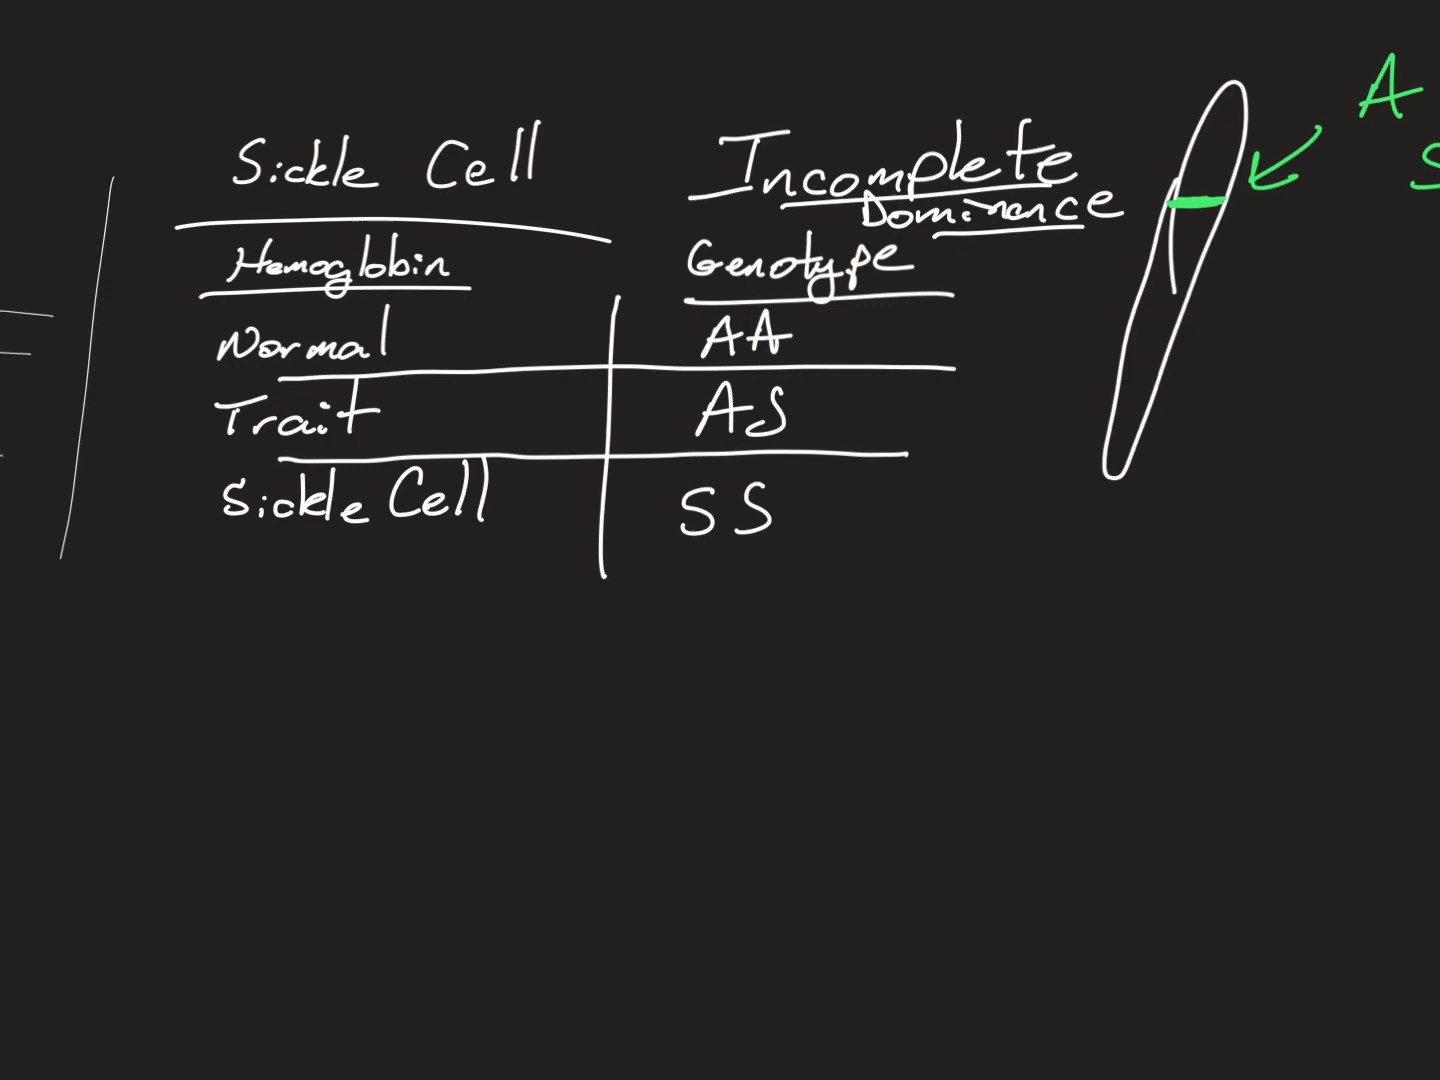 Sickle Cell
Incomplete
Dominance
Hemoglobin Genotype
Normal AA
Trait AS
Sickle Cell SS
A
S